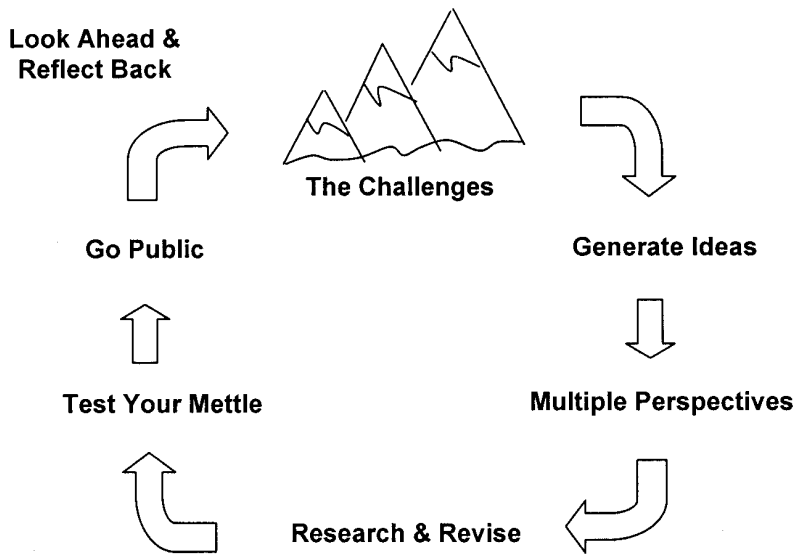 Look Ahead &
Reflect Back
The Challenges
Generate Ideas
Multiple Perspectives
Research & Revise
Test Your Mettle
Go Public